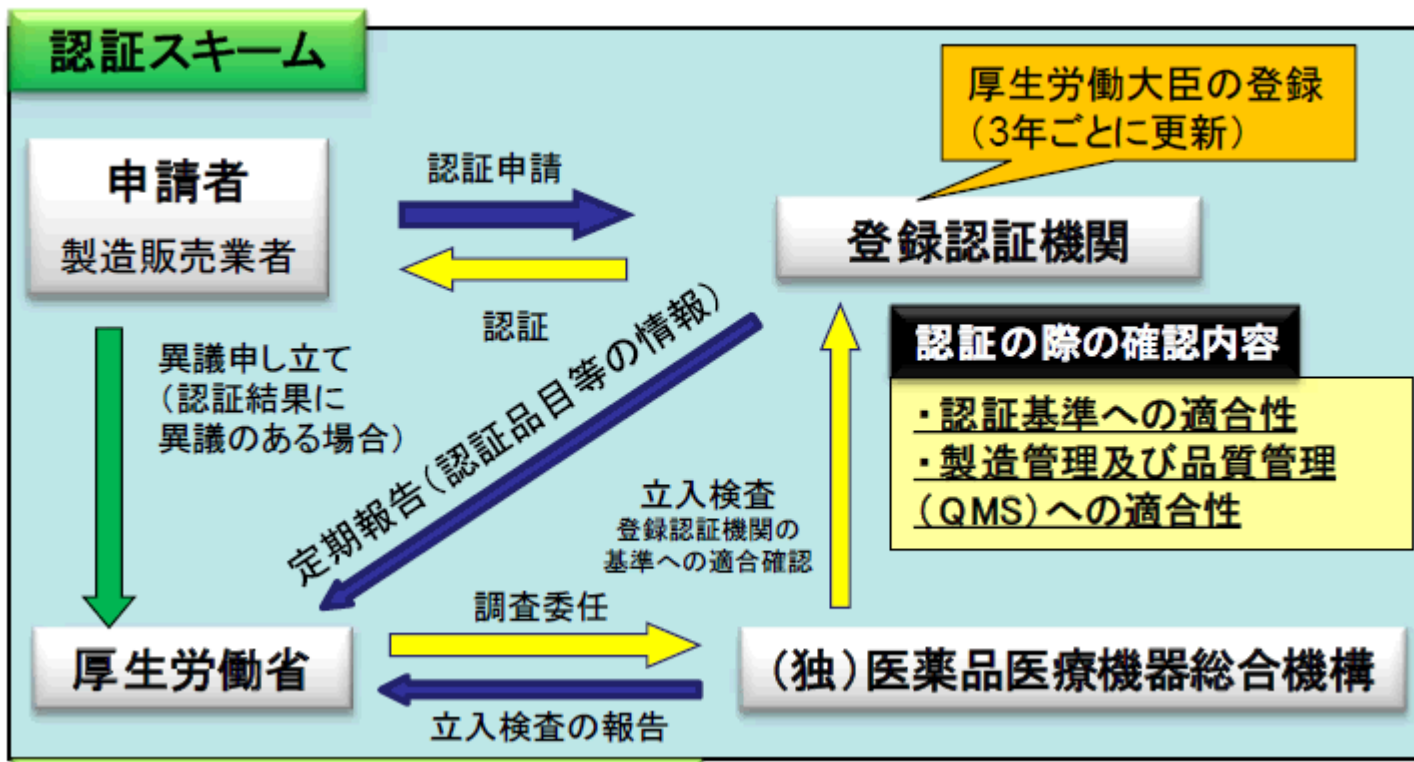 認証スキーム
厚生労働大臣の登録
（3年ごとに更新）
申請者
製造販売業者
認証申請
認証
登録認証機関
認証の際の確認内容
・認証基準への適合性
・製造管理及び品質管理
（QMS）への適合性
異議申し立て
（認証結果に
異議のある場合）
定期報告（認証品目等の情報）
立入検査
登録認証機関の
基準への適合確認
調査委任
厚生労働省
（独）医薬品医療機器総合機構
立入検査の報告